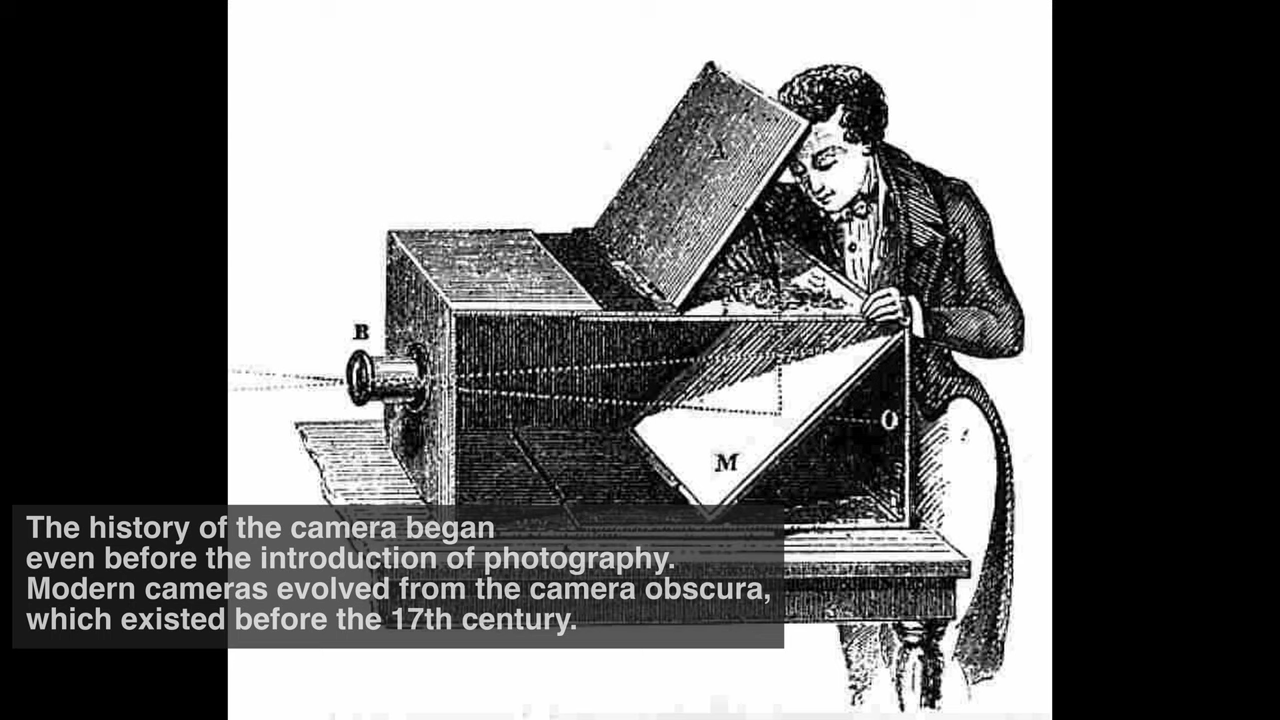 A
B
O
M
The history of the camera began
even before the introduction of photography.
Modern cameras evolved from the camera obscura,
which existed before the 17th century.